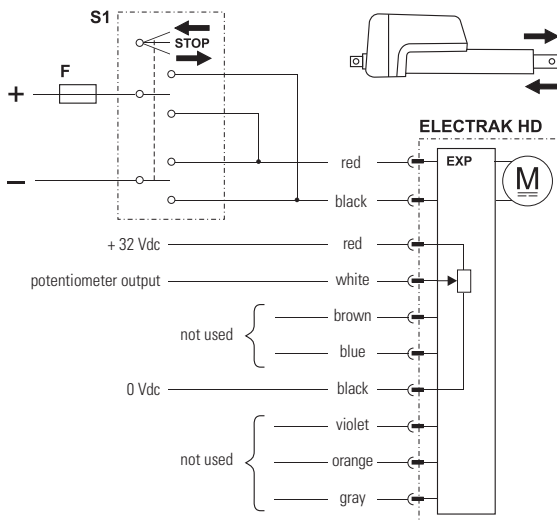 S1
STOP
F
+
−
ELECTRAK HD
EXP
M
red
black
+ 32 Vdc
red
potentiometer output
white
brown
not used
blue
0 Vdc
black
violet
not used
orange
gray